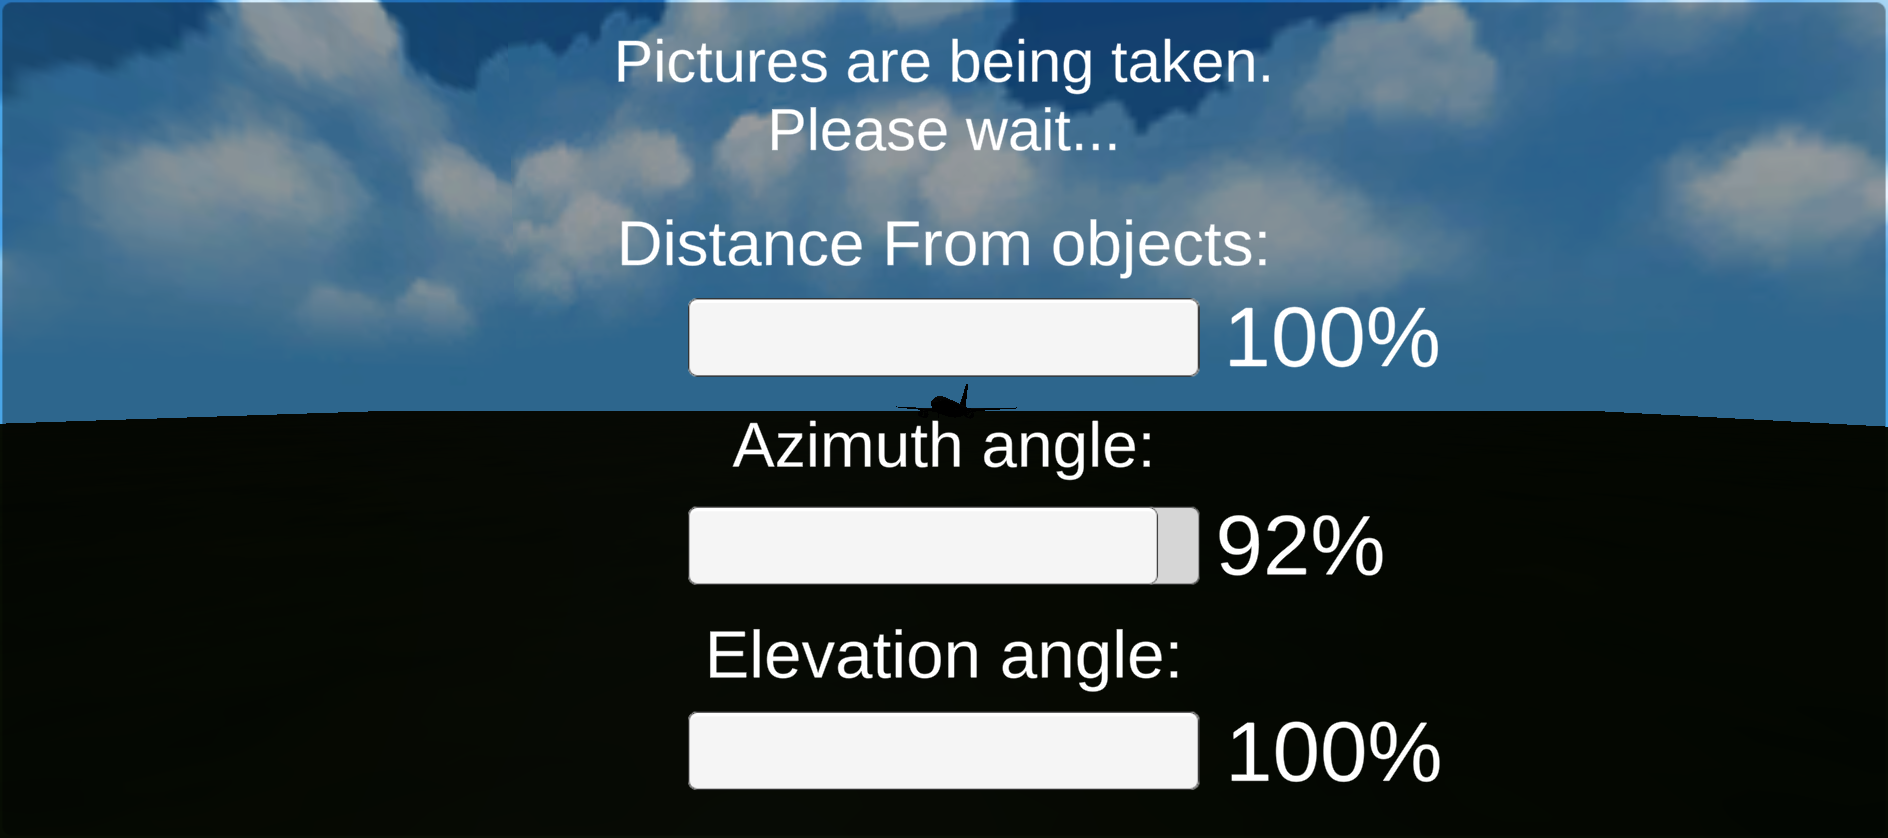 Pictures are being taken.
Please wait...
Distance From objects:
100%
Azimuth angle:
92%
Elevation angle:
100%